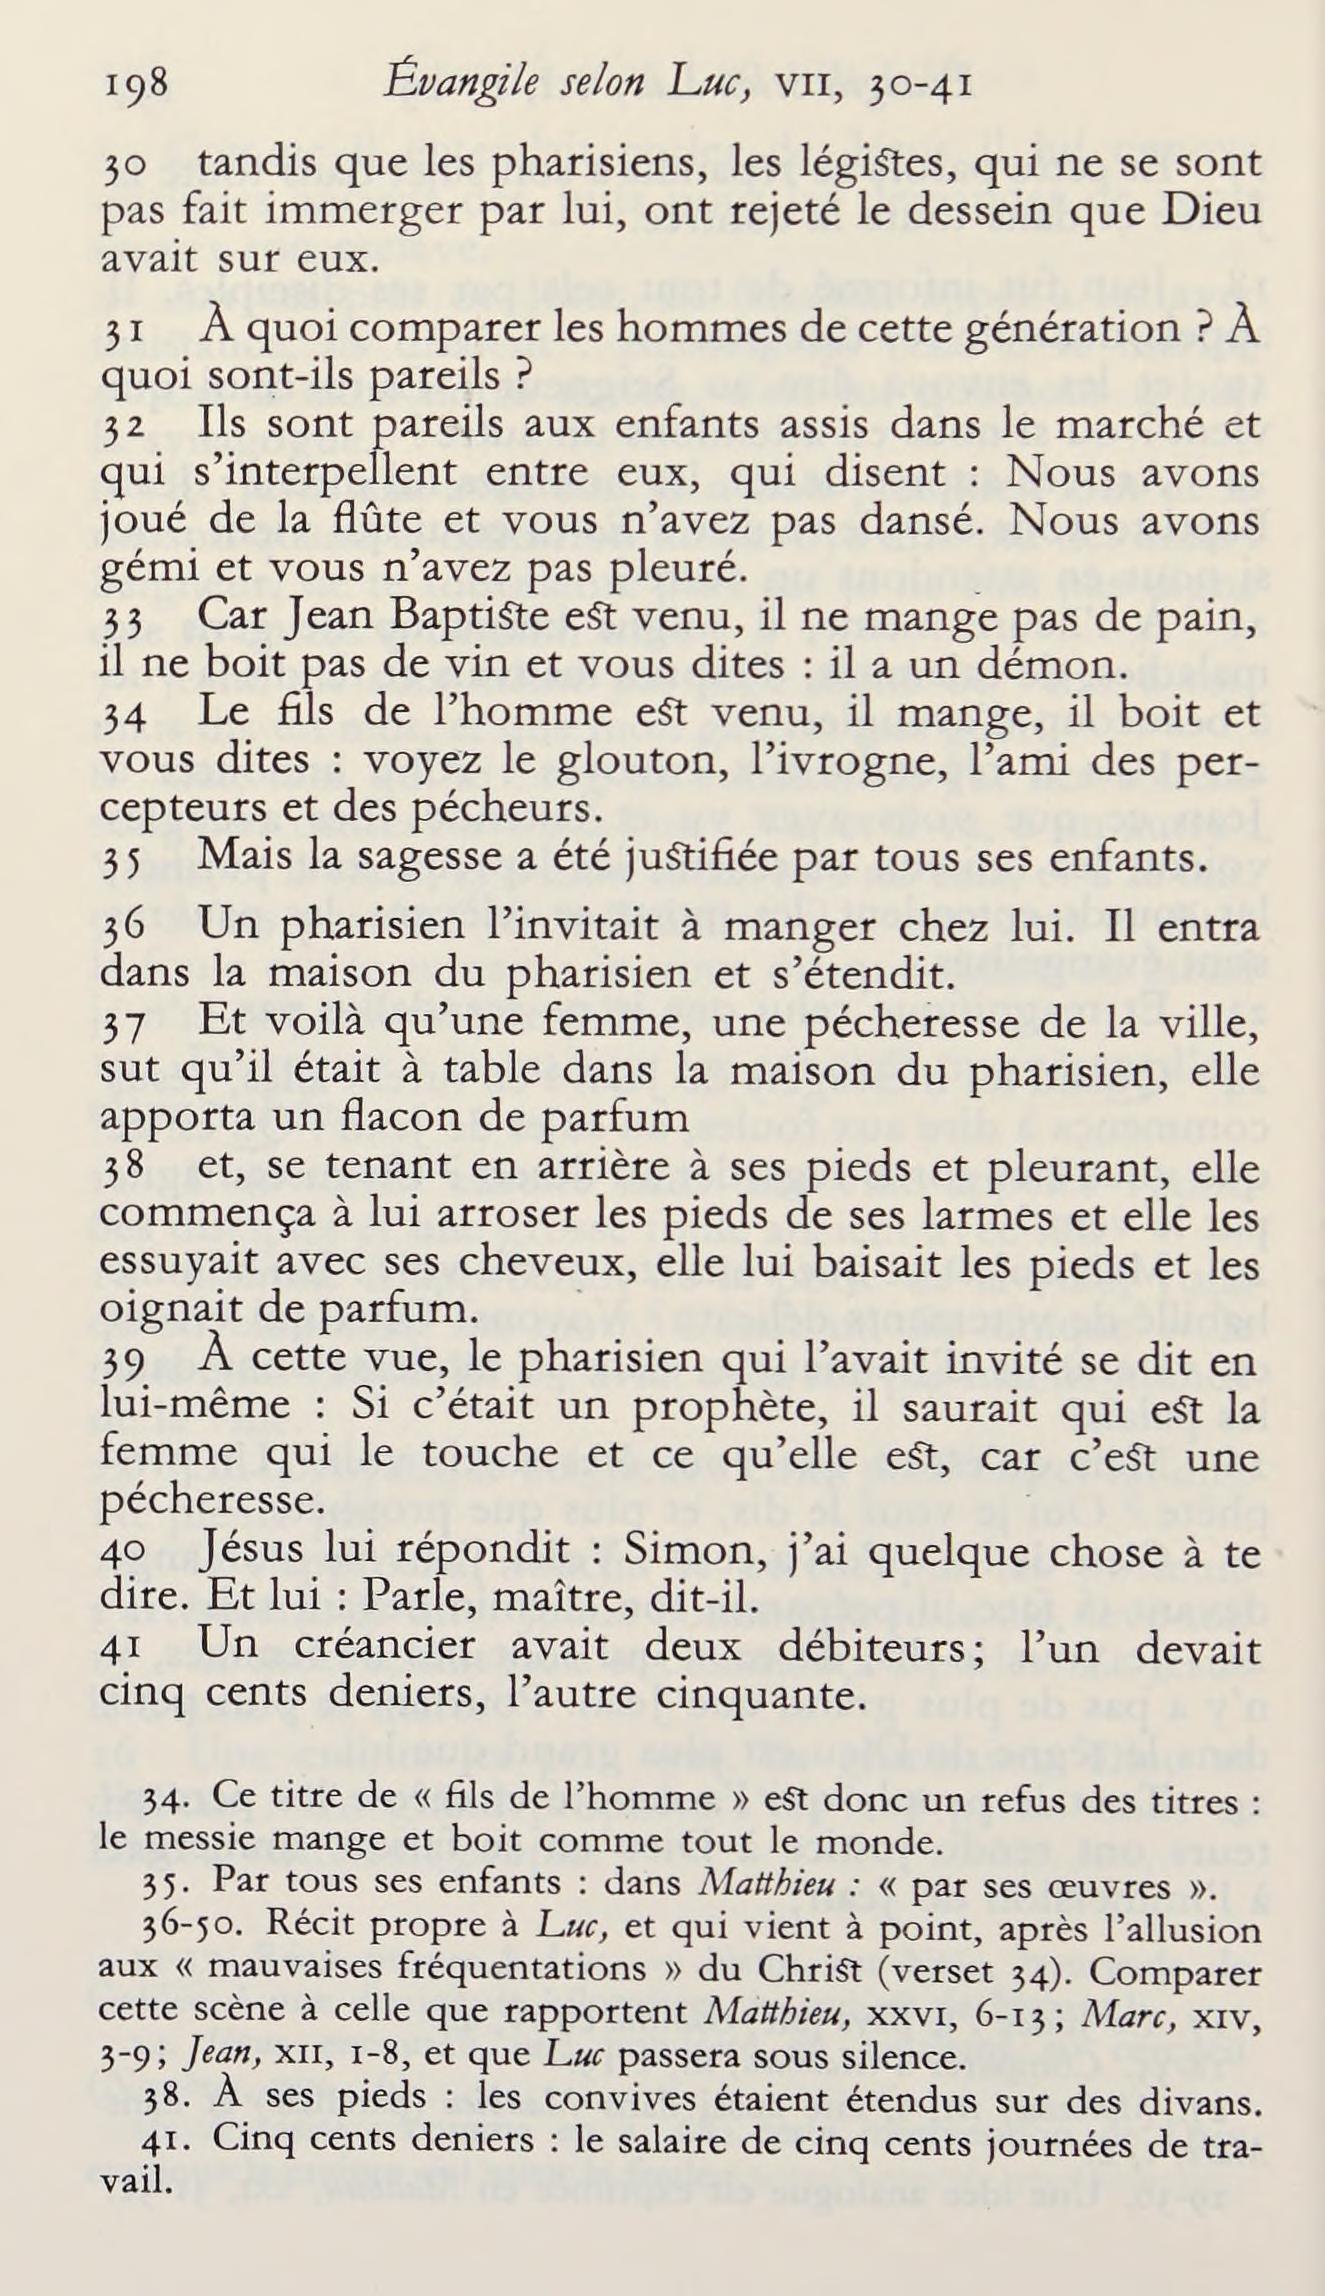 198 Évangile selon Luc, VII, 30-41
30 tandis que les pharisiens, les légistes, qui ne se sont
pas fait immerger par lui, ont rejeté le dessein que Dieu
avait sur eux.
31 À quoi comparer les hommes de cette génération ? À
quoi sont-ils pareils ?
32 Ils sont pareils aux enfants assis dans le marché et
qui s’interpellent entre eux, qui disent : Nous avons
joué de la flûte et vous n’avez pas dansé. Nous avons
gémi et vous n’avez pas pleuré.
33 Car Jean Baptiste est venu, il ne mange pas de pain,
il ne boit pas de vin et vous dites : il a un démon.
34 Le fils de l’homme est venu, il mange, il boit et
vous dites : voyez le glouton, l’ivrogne, l’ami des per-
cepteurs et des pécheurs.
35 Mais la sagesse a été justifiée par tous ses enfants.
36 Un pharisien l’invitait à manger chez lui. Il entra
dans la maison du pharisien et s’étendit.
37 Et voilà qu’une femme, une pécheresse de la ville,
sut qu’il était à table dans la maison du pharisien, elle
apporta un flacon de parfum
38 et, se tenant en arrière à ses pieds et pleurant, elle
commença à lui arroser les pieds de ses larmes et elle les
essuyait avec ses cheveux, elle lui baisait les pieds et les
oignait de parfum.
39 À cette vue, le pharisien qui l’avait invité se dit en
lui-même : Si c’était un prophète, il saurait qui est la
femme qui le touche et ce qu’elle est, car c’est une
pécheresse.
40 Jésus lui répondit : Simon, j’ai quelque chose à te
dire. Et lui : Parle, maître, dit-il.
41 Un créancier avait deux débiteurs; l’un devait
cinq cents deniers, l’autre cinquante.
34. Ce titre de « fils de l’homme » est donc un refus des titres :
le messie mange et boit comme tout le monde.
35. Par tous ses enfants : dans Matthieu : « par ses œuvres ».
36-50. Récit propre à Luc, et qui vient à point, après l’allusion
aux « mauvaises fréquentations » du Christ (verset 34). Comparer
cette scène à celle que rapportent Matthieu, XXVI, 6-13; Marc, XIV,
3-9; Jean, XII, 1-8, et que Luc passera sous silence.
38. À ses pieds : les convives étaient étendus sur des divans.
41. Cinq cents deniers : le salaire de cinq cents journées de tra-
vail.